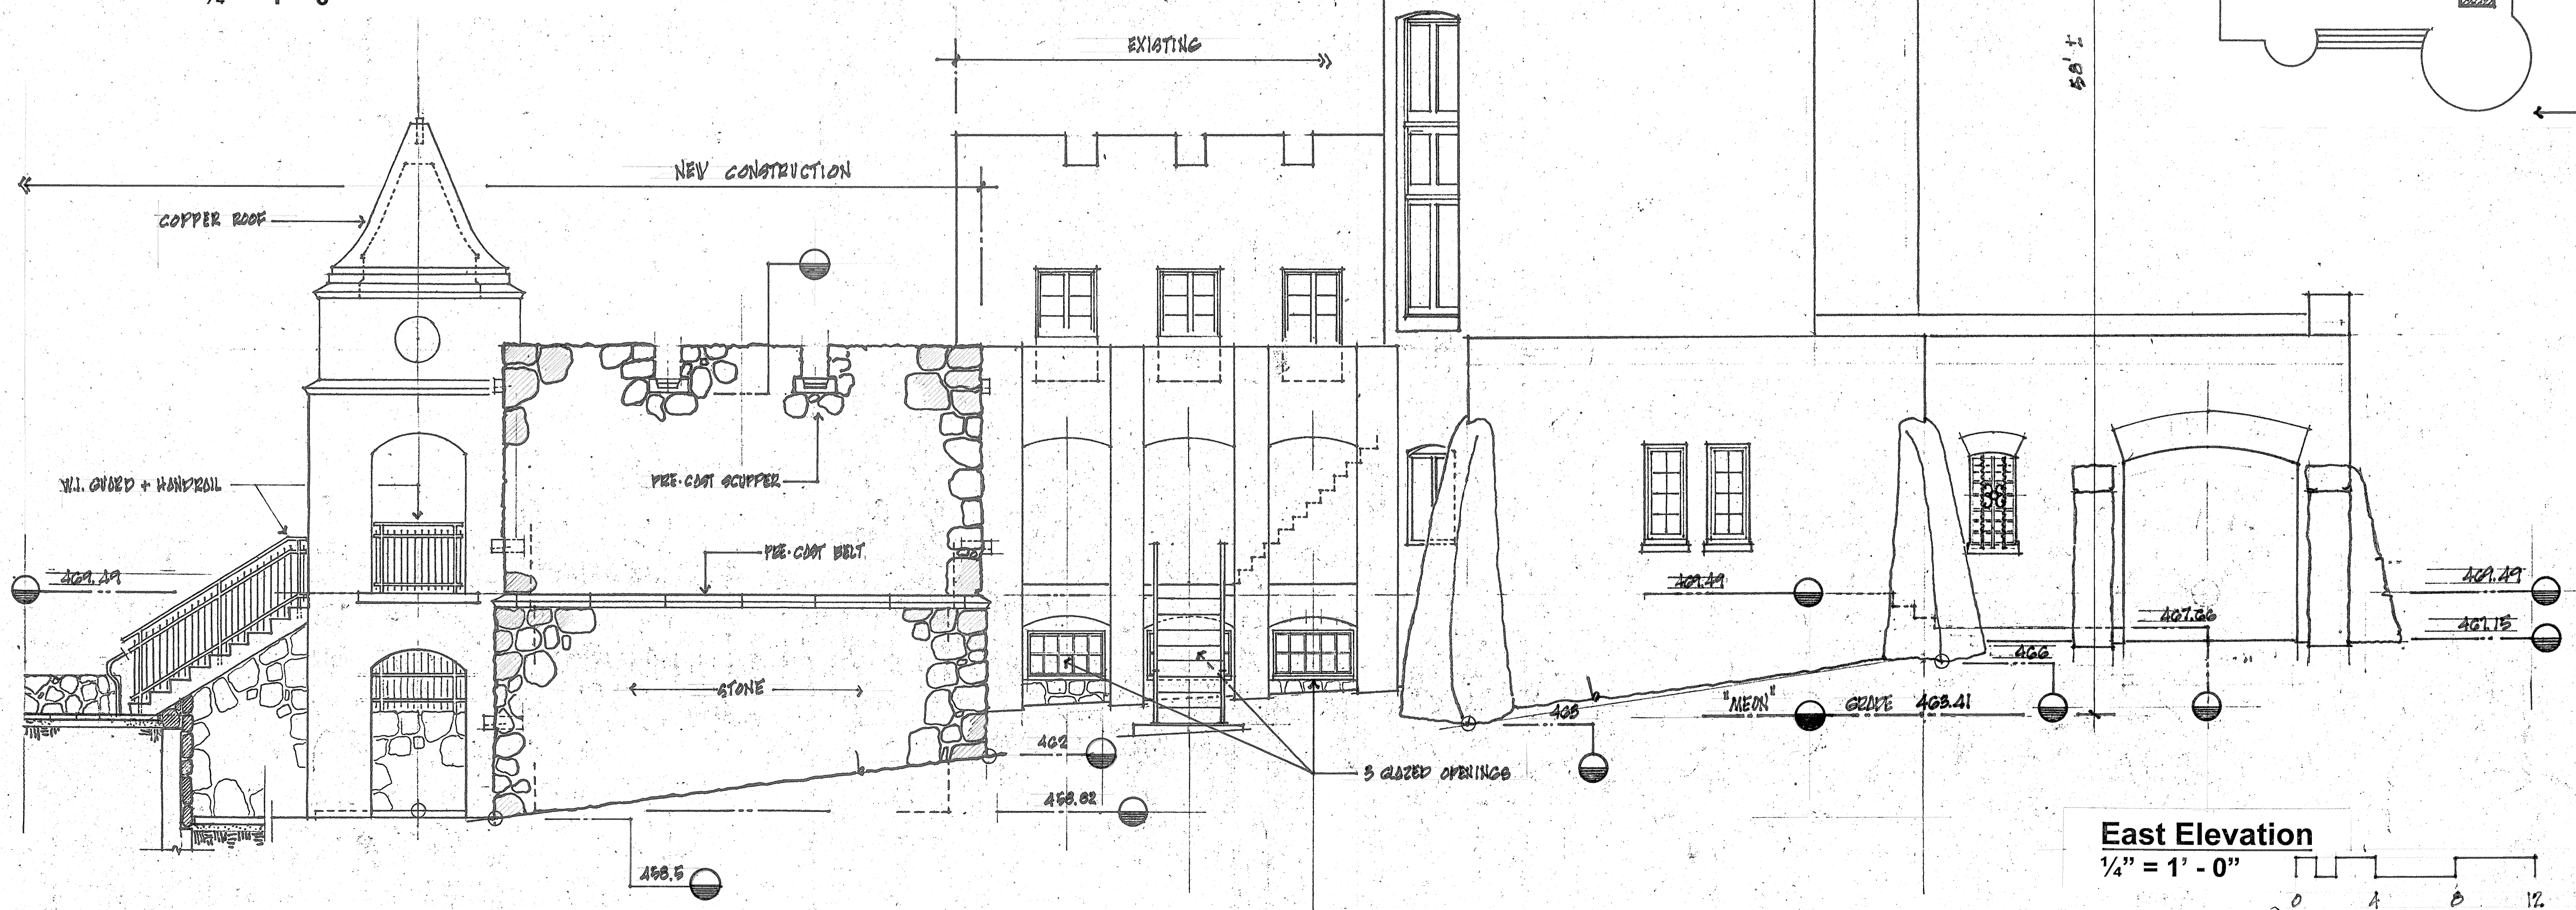 EXISTING
58' ±
NEW CONSTRUCTION
COPPER ROOF
PRE-CAST SCUPPER
W.I. GUARD + HANDRAIL
PRE-CAST BELT
469.49
469.49
469.49
467.66
467.15
466
STONE
"MEAN" GRADE 463.41
463
462
3 GLAZED OPENINGS
458.82
458.5
East Elevation
¼" = 1' - 0"
0 4 8 12